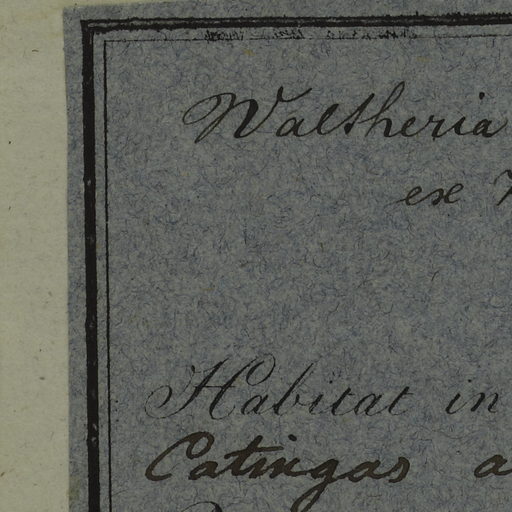 Waltheria
ex
Habitat in
Catingas a